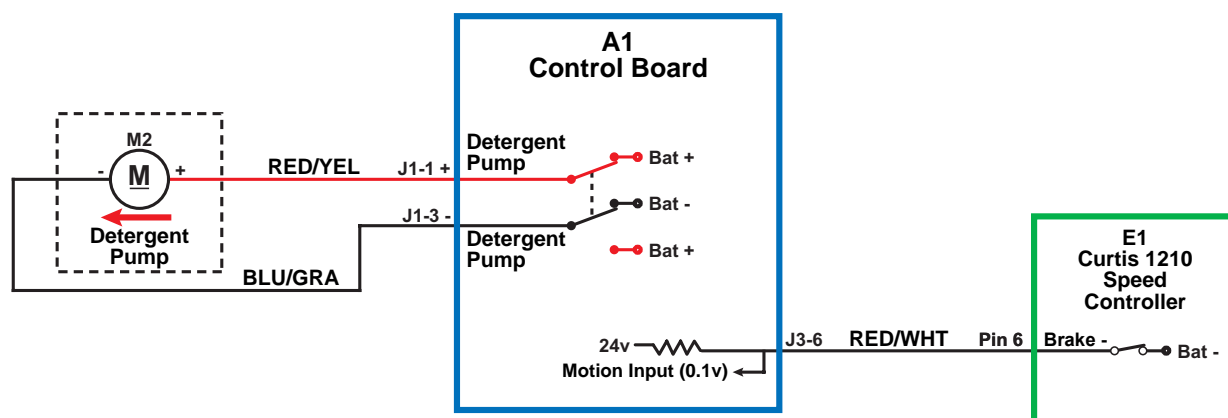 A1
Control Board
M2
M
-
+
Detergent
Pump
RED/YEL
J1-1 +
Detergent
Pump
Bat +
Bat -
J1-3 -
Detergent
Pump
Bat +
BLU/GRA
24v
Motion Input (0.1v)
J3-6
RED/WHT
Pin 6
E1
Curtis 1210
Speed
Controller
Brake -
Bat -